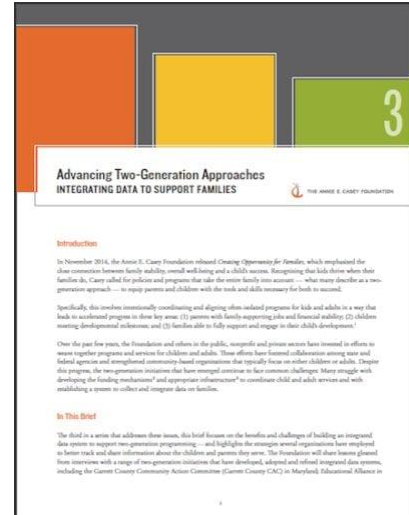 3
Advancing Two-Generation Approaches
INTEGRATING DATA TO SUPPORT FAMILIES
THE ANNIE E. CASEY FOUNDATION
Introduction
In November 2014, the Annie E. Casey Foundation released Creating Opportunity for Families, which emphasized the
close connection between family stability, overall well-being and a child's success. Recognizing that kids thrive when their
families do, Casey called for policies and programs that take the entire family into account — what many describe as a two-
generation approach — to equip parents and children with the tools and skills necessary for both to succeed.
Specifically, this involves intentionally coordinating and aligning often-isolated programs for kids and adults in a way that
leads to accelerated progress in three key areas: (1) parents with family-supporting jobs and financial stability; (2) children
meeting developmental milestones; and (3) families able to fully support and engage in their child's development.¹
Over the past few years, the Foundation and others in the public, nonprofit and private sectors have invested in efforts to
weave together programs and services for children and adults. These efforts have fostered collaboration among state and
federal agencies and strengthened community-based organizations that typically focus on either children or adults. Despite
this progress, the two-generation initiatives that have emerged continue to face common challenges: Many struggle with
developing the funding mechanisms² and appropriate infrastructure³ to coordinate child and adult services and with
establishing a system to collect and integrate data on families.
In This Brief
The third in a series that addresses these issues, this brief focuses on the benefits and challenges of building an integrated
data system to support two-generation programming — and highlights the strategies several organizations have employed
to better track and share information about the children and parents they serve. The Foundation will share lessons gleaned
from interviews with a range of two-generation initiatives that have developed, adopted and refined integrated data systems,
including the Garrett County Community Action Committee (Garrett County CAC) in Maryland; Educational Alliance in
1